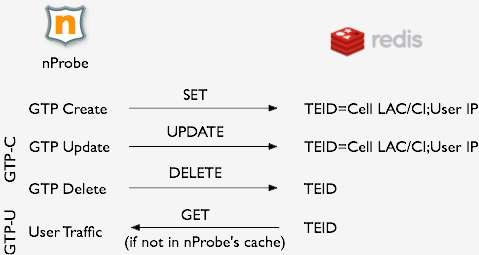 n
redis
nProbe
SET
GTP Create
TEID=Cell LAC/CI;User IP
UPDATE
GTP-C
GTP Update
TEID=Cell LAC/CI;User IP
DELETE
GTP Delete
TEID
GET
GTP-U
User Traffic
TEID
(if not in nProbe's cache)